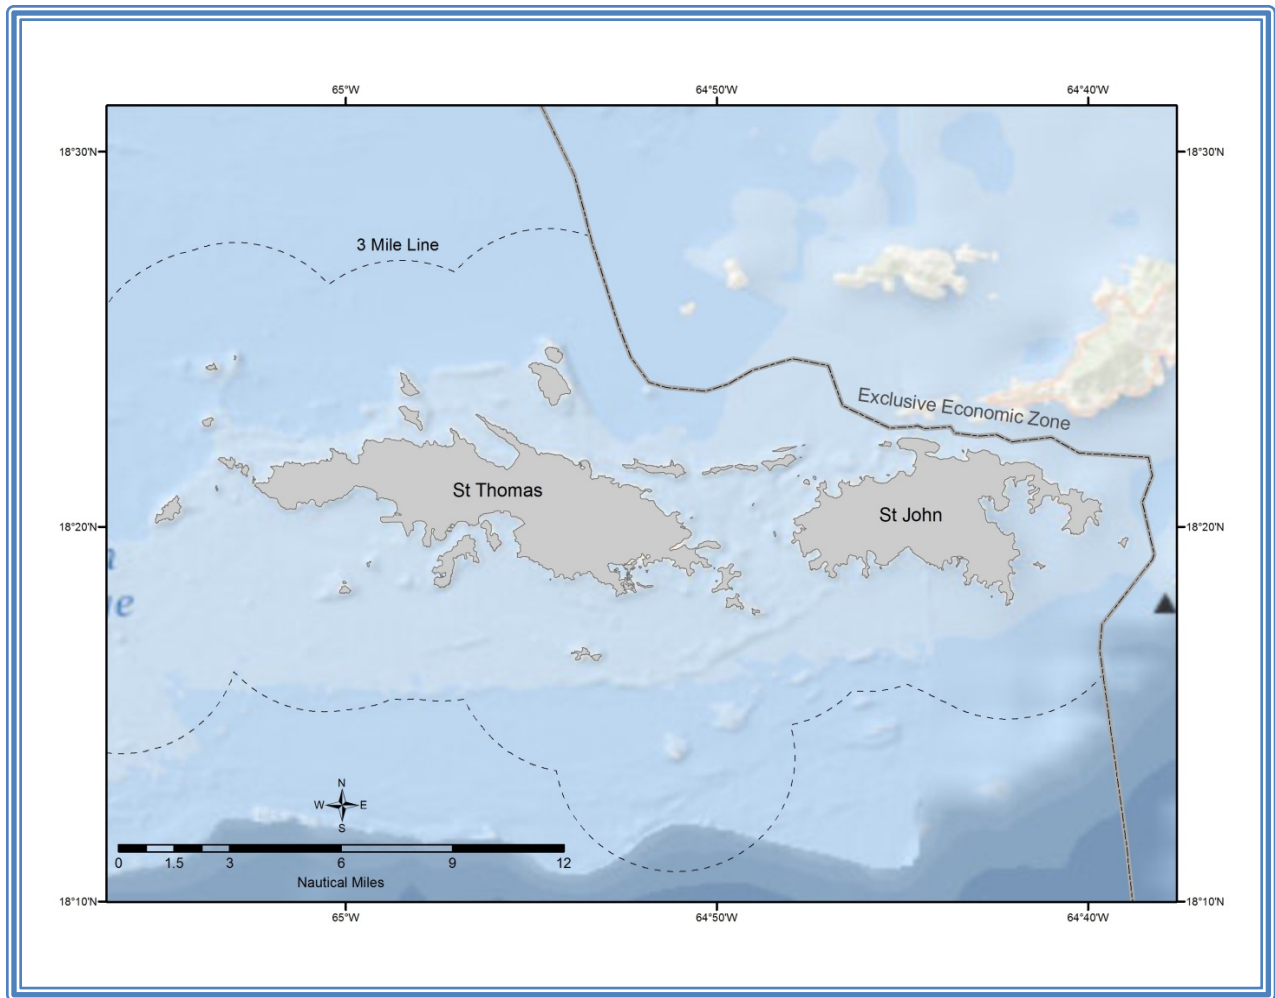 65°W 64°50'W 64°40'W
18°30'N 18°30'N
3 Mile Line
Exclusive Economic Zone
St Thomas
St John
18°20'N 18°20'N
N
W E
S
0 1.5 3 6 9 12
Nautical Miles
18°10'N 18°10'N
65°W 64°50'W 64°40'W